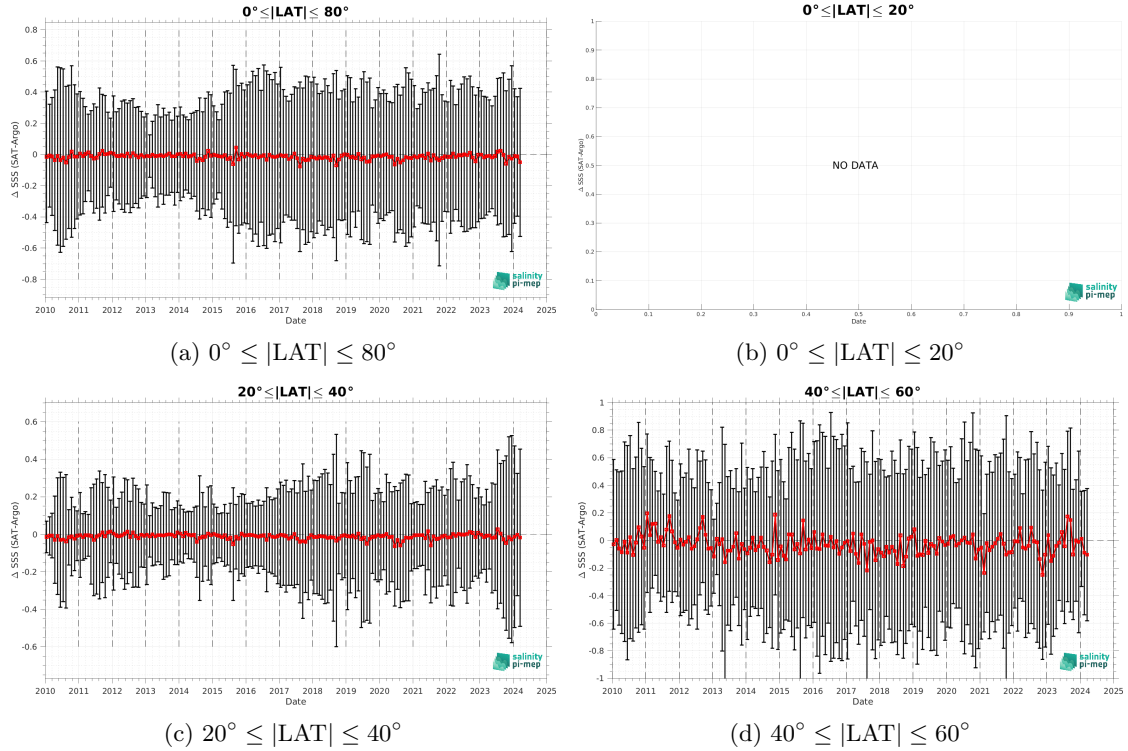 0°≤|LAT|≤ 80°
Δ SSS (SAT-Argo)
0.8
0.6
0.4
0.2
0
-0.2
-0.4
-0.6
-0.8
2010 2011 2012 2013 2014 2015 2016 2017 2018 2019 2020 2021 2022 2023 2024 2025
Date
salinity
pi-mep
(a) 0° ≤ |LAT| ≤ 80°
0°≤|LAT|≤ 20°
Δ SSS (SAT-Argo)
1
0.9
0.8
0.7
0.6
0.5
0.4
0.3
0.2
0.1
0
NO DATA
0 0.1 0.2 0.3 0.4 0.5 0.6 0.7 0.8 0.9 1
Date
salinity
pi-mep
(b) 0° ≤ |LAT| ≤ 20°
20°≤|LAT|≤ 40°
Δ SSS (SAT-Argo)
0.6
0.4
0.2
0
-0.2
-0.4
-0.6
2010 2011 2012 2013 2014 2015 2016 2017 2018 2019 2020 2021 2022 2023 2024 2025
Date
salinity
pi-mep
(c) 20° ≤ |LAT| ≤ 40°
40°≤|LAT|≤ 60°
Δ SSS (SAT-Argo)
1
0.8
0.6
0.4
0.2
0
-0.2
-0.4
-0.6
-0.8
-1
2010 2011 2012 2013 2014 2015 2016 2017 2018 2019 2020 2021 2022 2023 2024 2025
Date
salinity
pi-mep
(d) 40° ≤ |LAT| ≤ 60°